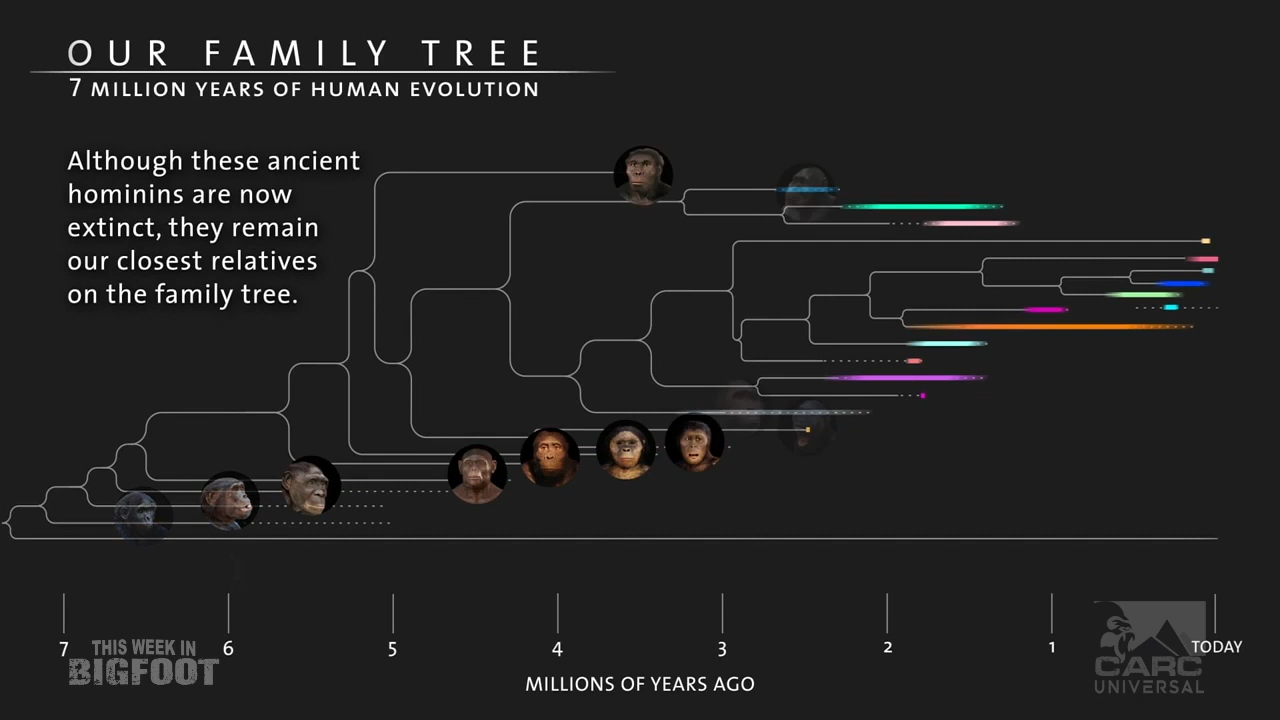 OUR FAMILY TREE
7 MILLION YEARS OF HUMAN EVOLUTION
Although these ancient
hominins are now
extinct, they remain
our closest relatives
on the family tree.
7 6 5 4 3 2 1 TODAY
MILLIONS OF YEARS AGO
THIS WEEK IN
BIGFOOT
CARC
UNIVERSAL